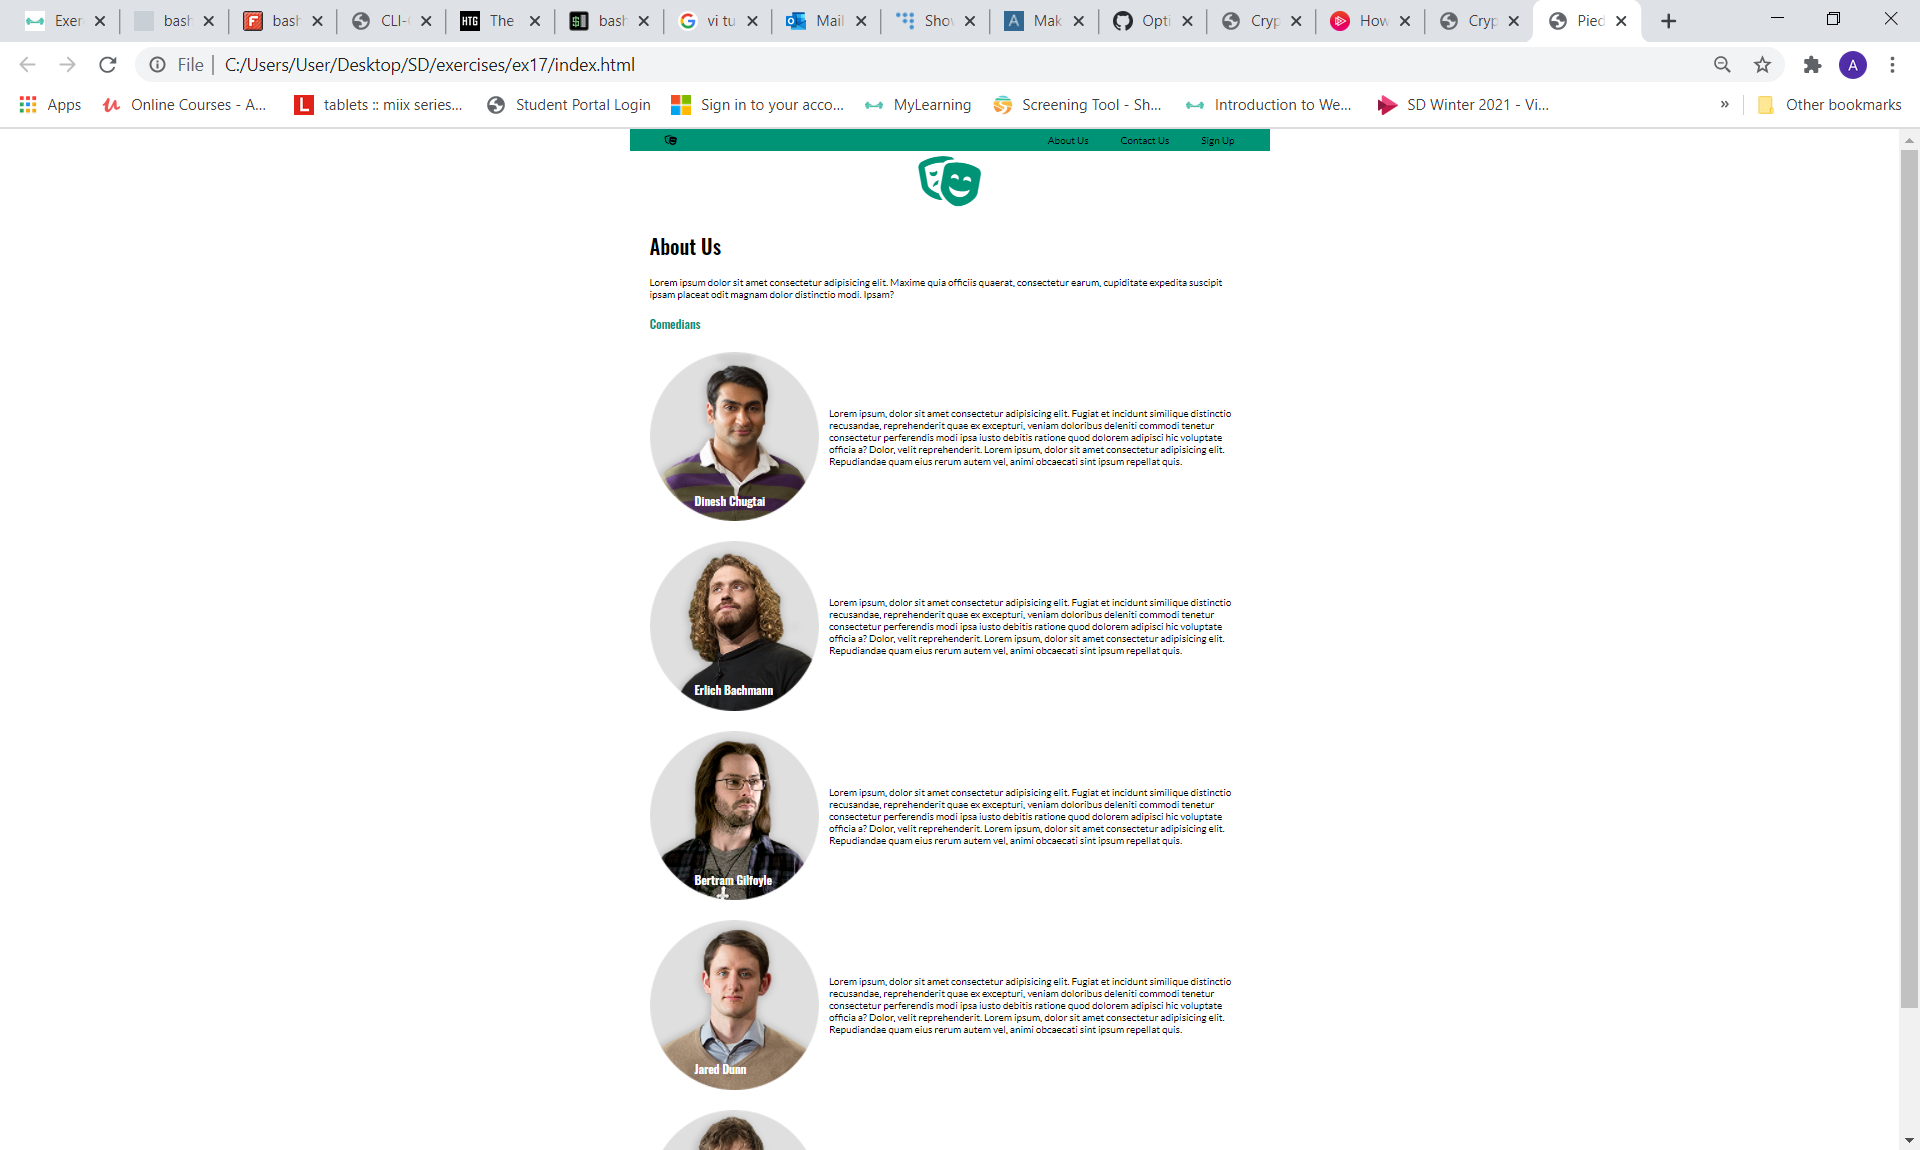 Exer
bash
bash
CLI-
HTG The
bash
vi tu
Mail
Sho
A Mak
Opti
Cryp
How
Cryp
Pied
File | C:/Users/User/Desktop/SD/exercises/ex17/index.html
A
Apps
Online Courses - A...
L tablets :: miix series...
Student Portal Login
Sign in to your acco...
MyLearning
Screening Tool - Sh...
Introduction to We...
SD Winter 2021 - Vi...
»
Other bookmarks
About Us Contact Us Sign Up
About Us
Lorem ipsum dolor sit amet consectetur adipisicing elit. Maxime quia officiis quaerat, consectetur earum, cupiditate expedita suscipit
ipsam placeat odit magnam dolor distinctio modi. Ipsam?
Comedians
Dinesh Chugtai
Lorem ipsum, dolor sit amet consectetur adipisicing elit. Fugiat et incidunt similique distinctio
recusandae, reprehenderit quae ex excepturi, veniam doloribus deleniti commodi tenetur
consectetur perferendis modi ipsa iusto debitis ratione quod dolorem adipisci hic voluptate
officia a? Dolor, velit reprehenderit. Lorem ipsum, dolor sit amet consectetur adipisicing elit.
Repudiandae quam eius rerum autem vel, animi obcaecati sint ipsum repellat quis.
Erlich Bachmann
Lorem ipsum, dolor sit amet consectetur adipisicing elit. Fugiat et incidunt similique distinctio
recusandae, reprehenderit quae ex excepturi, veniam doloribus deleniti commodi tenetur
consectetur perferendis modi ipsa iusto debitis ratione quod dolorem adipisci hic voluptate
officia a? Dolor, velit reprehenderit. Lorem ipsum, dolor sit amet consectetur adipisicing elit.
Repudiandae quam eius rerum autem vel, animi obcaecati sint ipsum repellat quis.
Bertram Gilfoyle
Lorem ipsum, dolor sit amet consectetur adipisicing elit. Fugiat et incidunt similique distinctio
recusandae, reprehenderit quae ex excepturi, veniam doloribus deleniti commodi tenetur
consectetur perferendis modi ipsa iusto debitis ratione quod dolorem adipisci hic voluptate
officia a? Dolor, velit reprehenderit. Lorem ipsum, dolor sit amet consectetur adipisicing elit.
Repudiandae quam eius rerum autem vel, animi obcaecati sint ipsum repellat quis.
Jared Dunn
Lorem ipsum, dolor sit amet consectetur adipisicing elit. Fugiat et incidunt similique distinctio
recusandae, reprehenderit quae ex excepturi, veniam doloribus deleniti commodi tenetur
consectetur perferendis modi ipsa iusto debitis ratione quod dolorem adipisci hic voluptate
officia a? Dolor, velit reprehenderit. Lorem ipsum, dolor sit amet consectetur adipisicing elit.
Repudiandae quam eius rerum autem vel, animi obcaecati sint ipsum repellat quis.